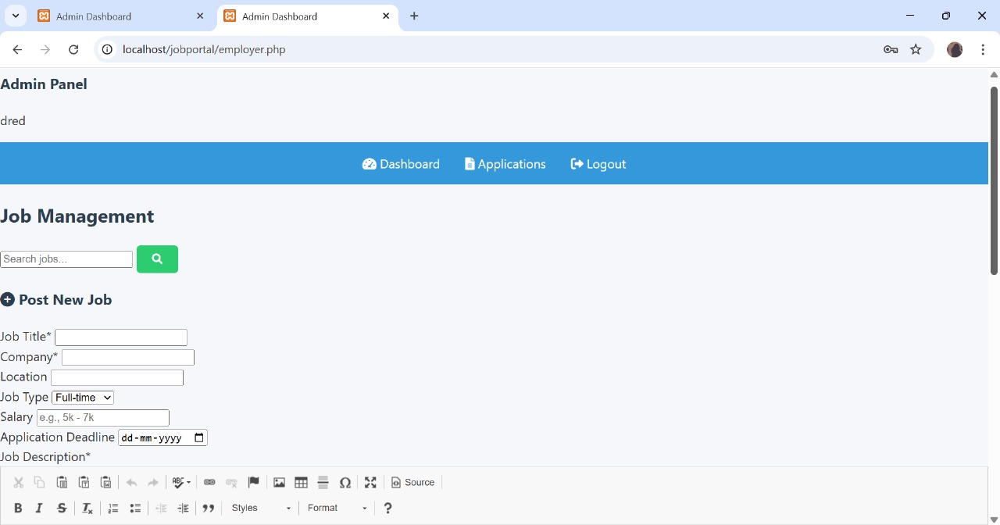 Admin Dashboard
Admin Dashboard
localhost/jobportal/employer.php
Admin Panel
dred
Dashboard Applications Logout
Job Management
Search jobs...
Post New Job
Job Title*
Company*
Location
Job Type Full-time
Salary e.g., 5k - 7k
Application Deadline dd-mm-yyyy
Job Description*
ABC Ω Source
B I S Tx Styles Format ?